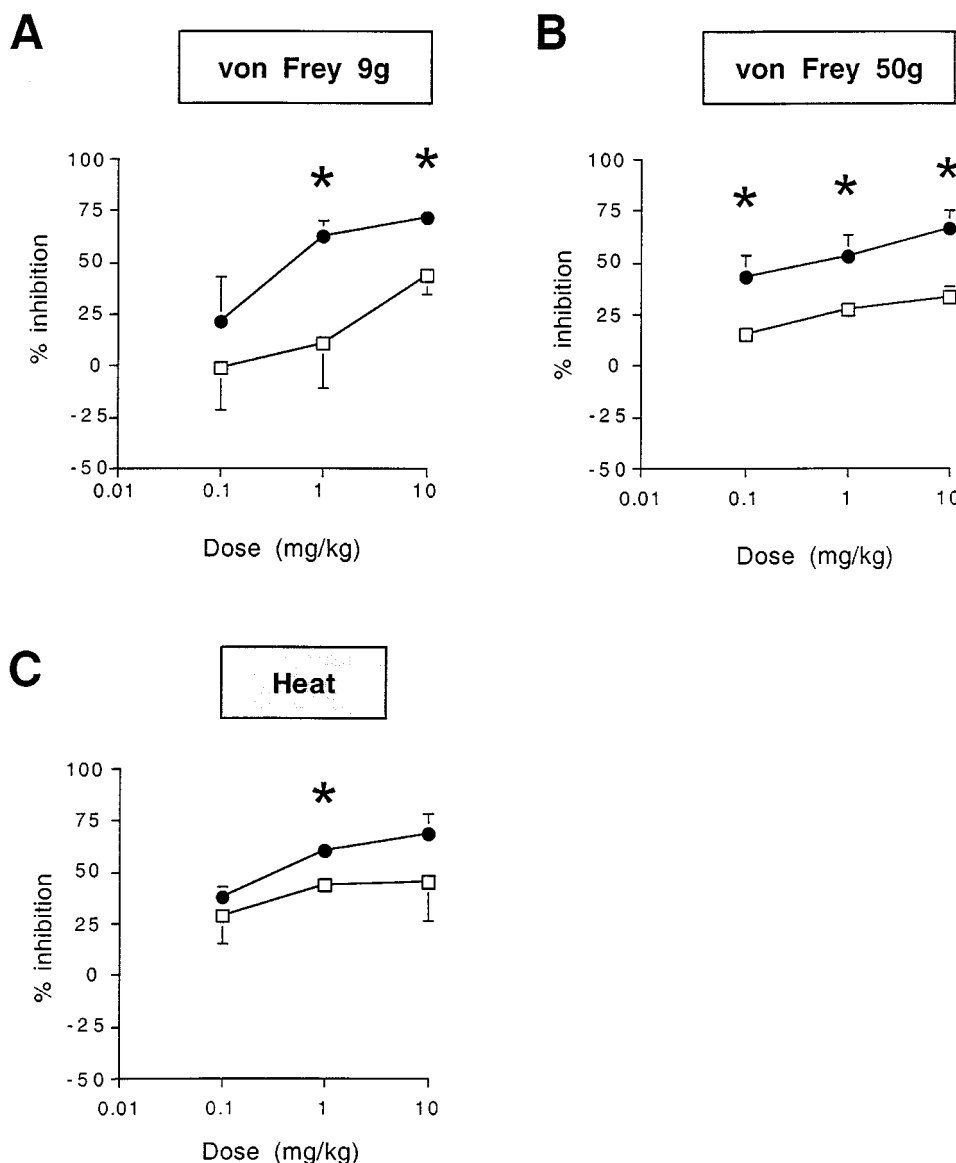 A
von Frey 9g
100
75
50
25
0
-25
-50
% inhibition
0.01 0.1 1 10
Dose (mg/kg)
* *
B
von Frey 50g
100
75
50
25
0
-25
-50
% inhibition
0.01 0.1 1 10
Dose (mg/kg)
* * *
C
Heat
100
75
50
25
0
-25
-50
% inhibition
0.01 0.1 1 10
Dose (mg/kg)
*